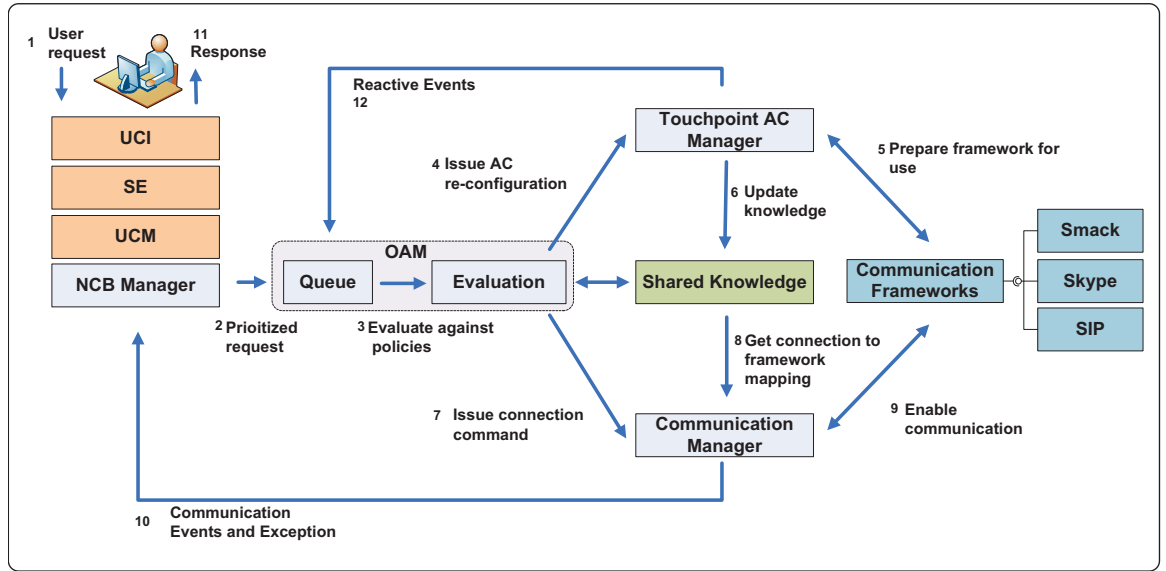 1 User
request
11
Response
UCI
SE
UCM
NCB Manager
2 Prioitized
request
OAM
Queue
Evaluation
3 Evaluate against
policies
Reactive Events
12
4 Issue AC
re-configuration
Touchpoint AC
Manager
5 Prepare framework for
use
6 Update
knowledge
Shared Knowledge
Communication
Frameworks
C
Smack
Skype
SIP
7 Issue connection
command
8 Get connection to
framework
mapping
Communication
Manager
9 Enable
communication
10 Communication
Events and Exception